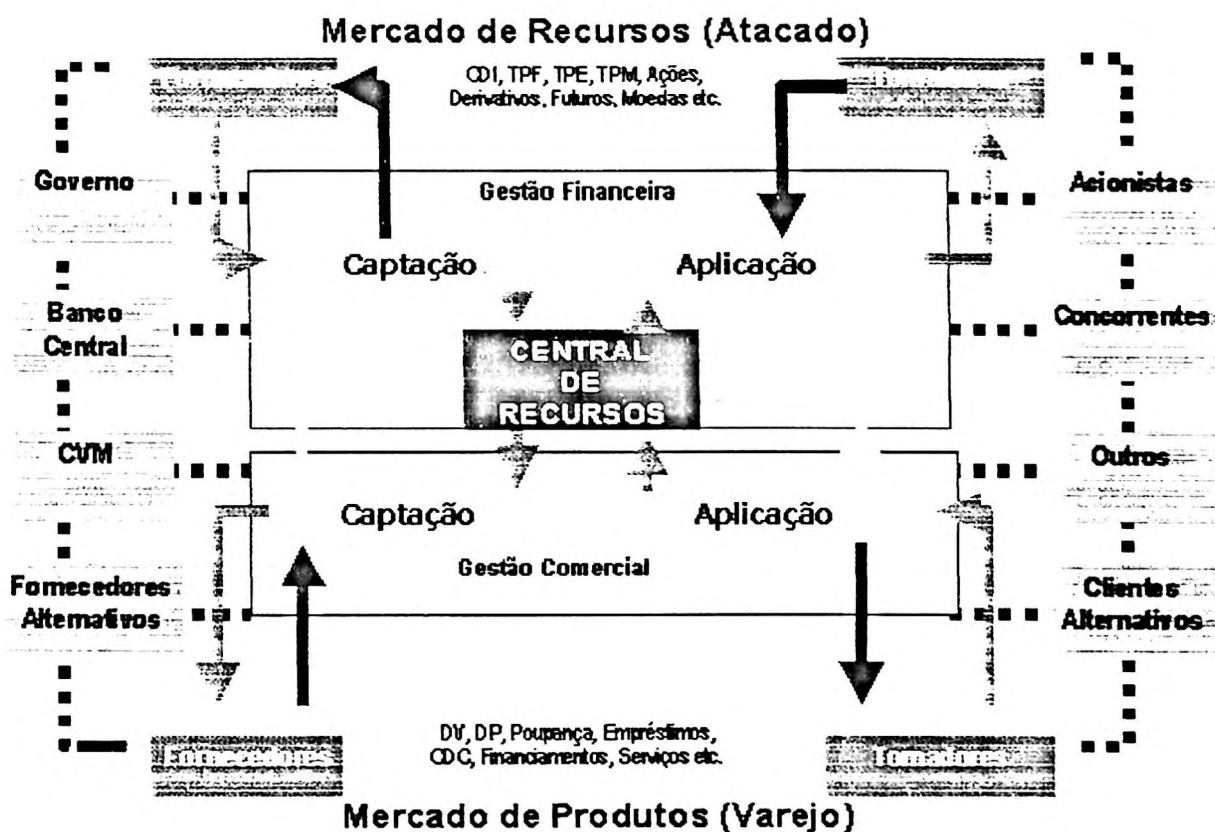 Mercado de Recursos (Atacado)
CDI, TPF, TPE, TPM, Ações,
Derivativos, Futuros, Moedas etc.
Governo
Gestão Financeira
Acionistas
Captação
Aplicação
Banco
Central
Concorrentes
CENTRAL
DE
RECURSOS
CVM
Outros
Captação
Aplicação
Gestão Comercial
Fornecedores
Alternativos
Clientes
Alternativos
DV, DP, Poupança, Empréstimos,
CDC, Financiamentos, Serviços etc.
Fornecedores
Tomadores
Mercado de Produtos (Varejo)